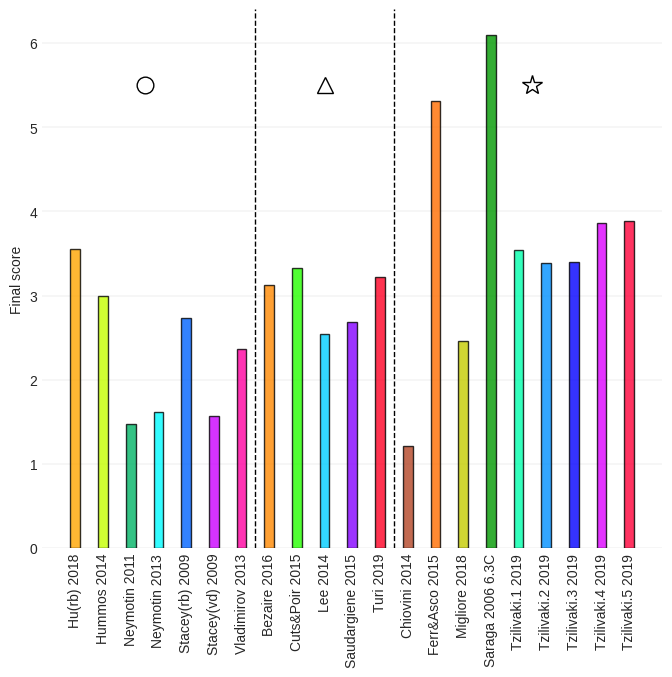 6
5
4
3
2
1
0
Final score
Hu(rb) 2018
Hummos 2014
Neymotin 2011
Neymotin 2013
Stacey(rb) 2009
Stacey(vd) 2009
Vladimirov 2013
Bezaire 2016
Cuts&Poir 2015
Lee 2014
Saudargiene 2015
Turi 2019
Chiovini 2014
Ferr&Asco 2015
Migliore 2018
Saraga 2006 6.3C
Tzilivaki.1 2019
Tzilivaki.2 2019
Tzilivaki.3 2019
Tzilivaki.4 2019
Tzilivaki.5 2019